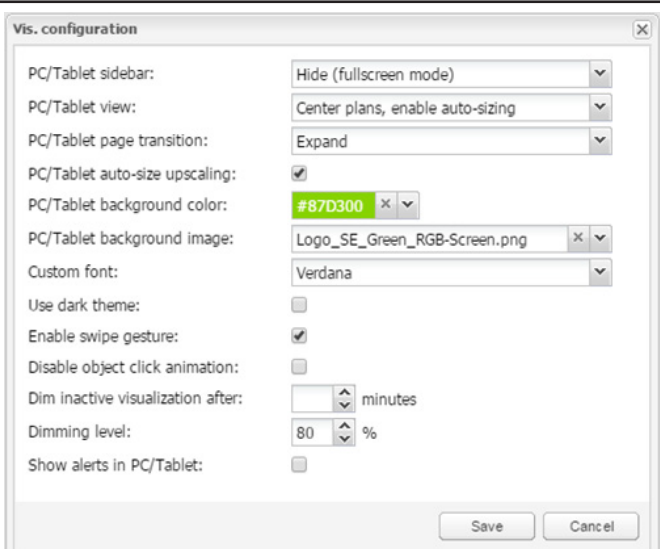 Vis. configuration
PC/Tablet sidebar: Hide (fullscreen mode)
PC/Tablet view: Center plans, enable auto-sizing
PC/Tablet page transition: Expand
PC/Tablet auto-size upscaling:
PC/Tablet background color: #87D300
PC/Tablet background image: Logo_SE_Green_RGB-Screen.png
Custom font: Verdana
Use dark theme:
Enable swipe gesture:
Disable object click animation:
Dim inactive visualization after: minutes
Dimming level: 80 %
Show alerts in PC/Tablet:
Save Cancel